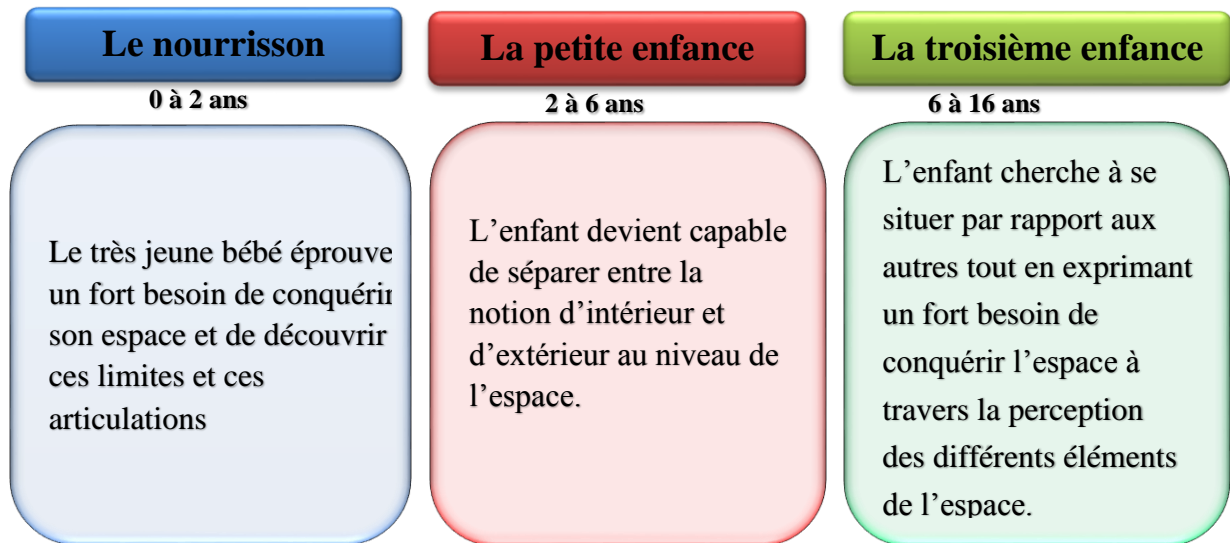 Le nourrisson
0 à 2 ans
Le très jeune bébé éprouve
un fort besoin de conquérir
son espace et de découvrir
ces limites et ces
articulations
La petite enfance
2 à 6 ans
L’enfant devient capable
de séparer entre la
notion d’intérieur et
d’extérieur au niveau de
l’espace.
La troisième enfance
6 à 16 ans
L’enfant cherche à se
situer par rapport aux
autres tout en exprimant
un fort besoin de
conquérir l’espace à
travers la perception
des différents éléments
de l’espace.